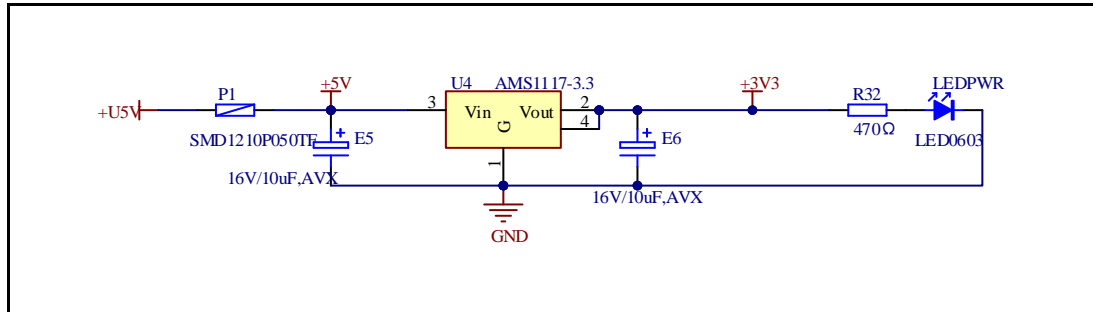 P1
+5V
U4
AMS1117-3.3
+3V3
LEDPWR
+U5V
3
Vin
G
Vout
2
4
R32
SMD1210P050TF
E5
E6
470Ω
LED0603
1
16V/10uF,AVX
16V/10uF,AVX
GND